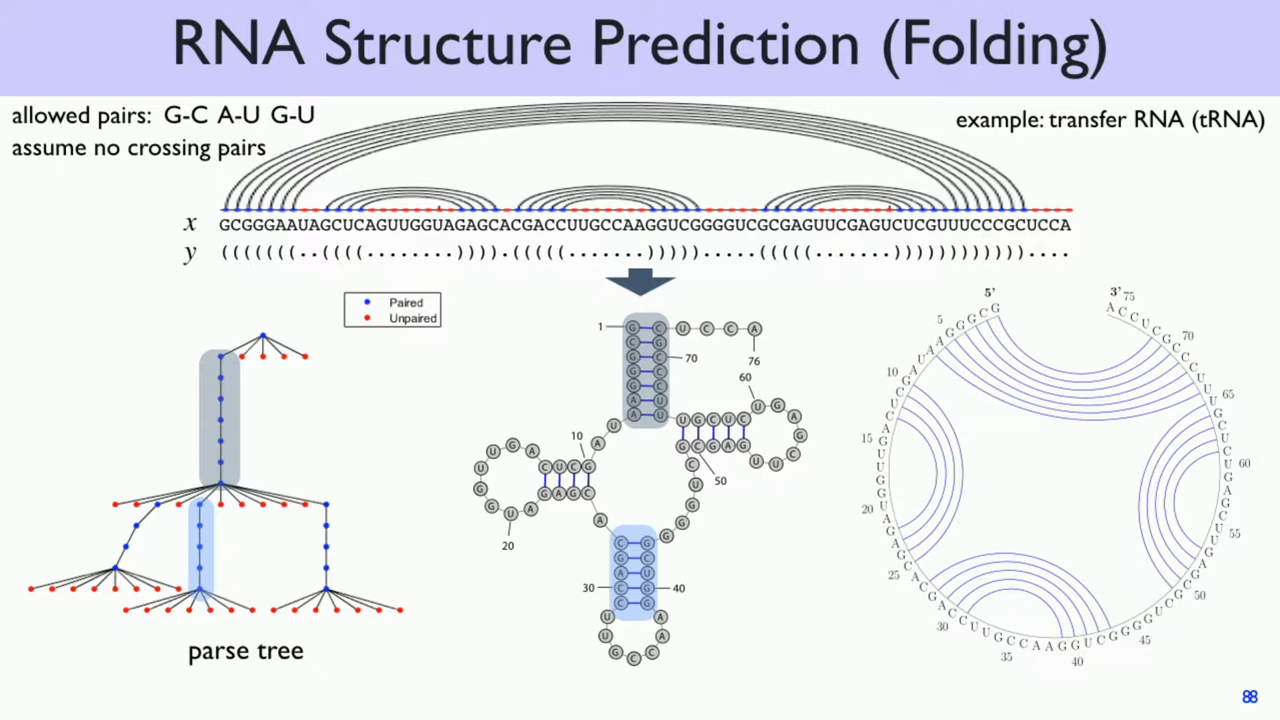 RNA Structure Prediction (Folding)
allowed pairs: G-C A-U G-U
assume no crossing pairs
example: transfer RNA (tRNA)
x GCGGGAAUAGCUCAGUUGGUAGAGCACGACCUUGCCAAGGUCGGGGUCGCGAGUUCGAGUCUCGUUUCCCGCUCCA
y (((((((..((((........)))).(((((.......))))).....(((((.......))))))))))))....
Paired
Unpaired
parse tree
1
10
20
30
40
50
60
70
76
GCGGGAAUAGCUCAGUUGGUAGAGCACGACCUUGCCAAGGUCGGGGUCGCGAGUUCGAGUCUCGUUUCCCGCUCCA
5'
3'
5
10
15
20
25
30
35
40
45
50
55
60
65
70
75
GCGGGAAUAGCUCAGUUGGUAGAGCACGACCUUGCCAAGGUCGGGGUCGCGAGUUCGAGUCUCGUUUCCCGCUCCA
88